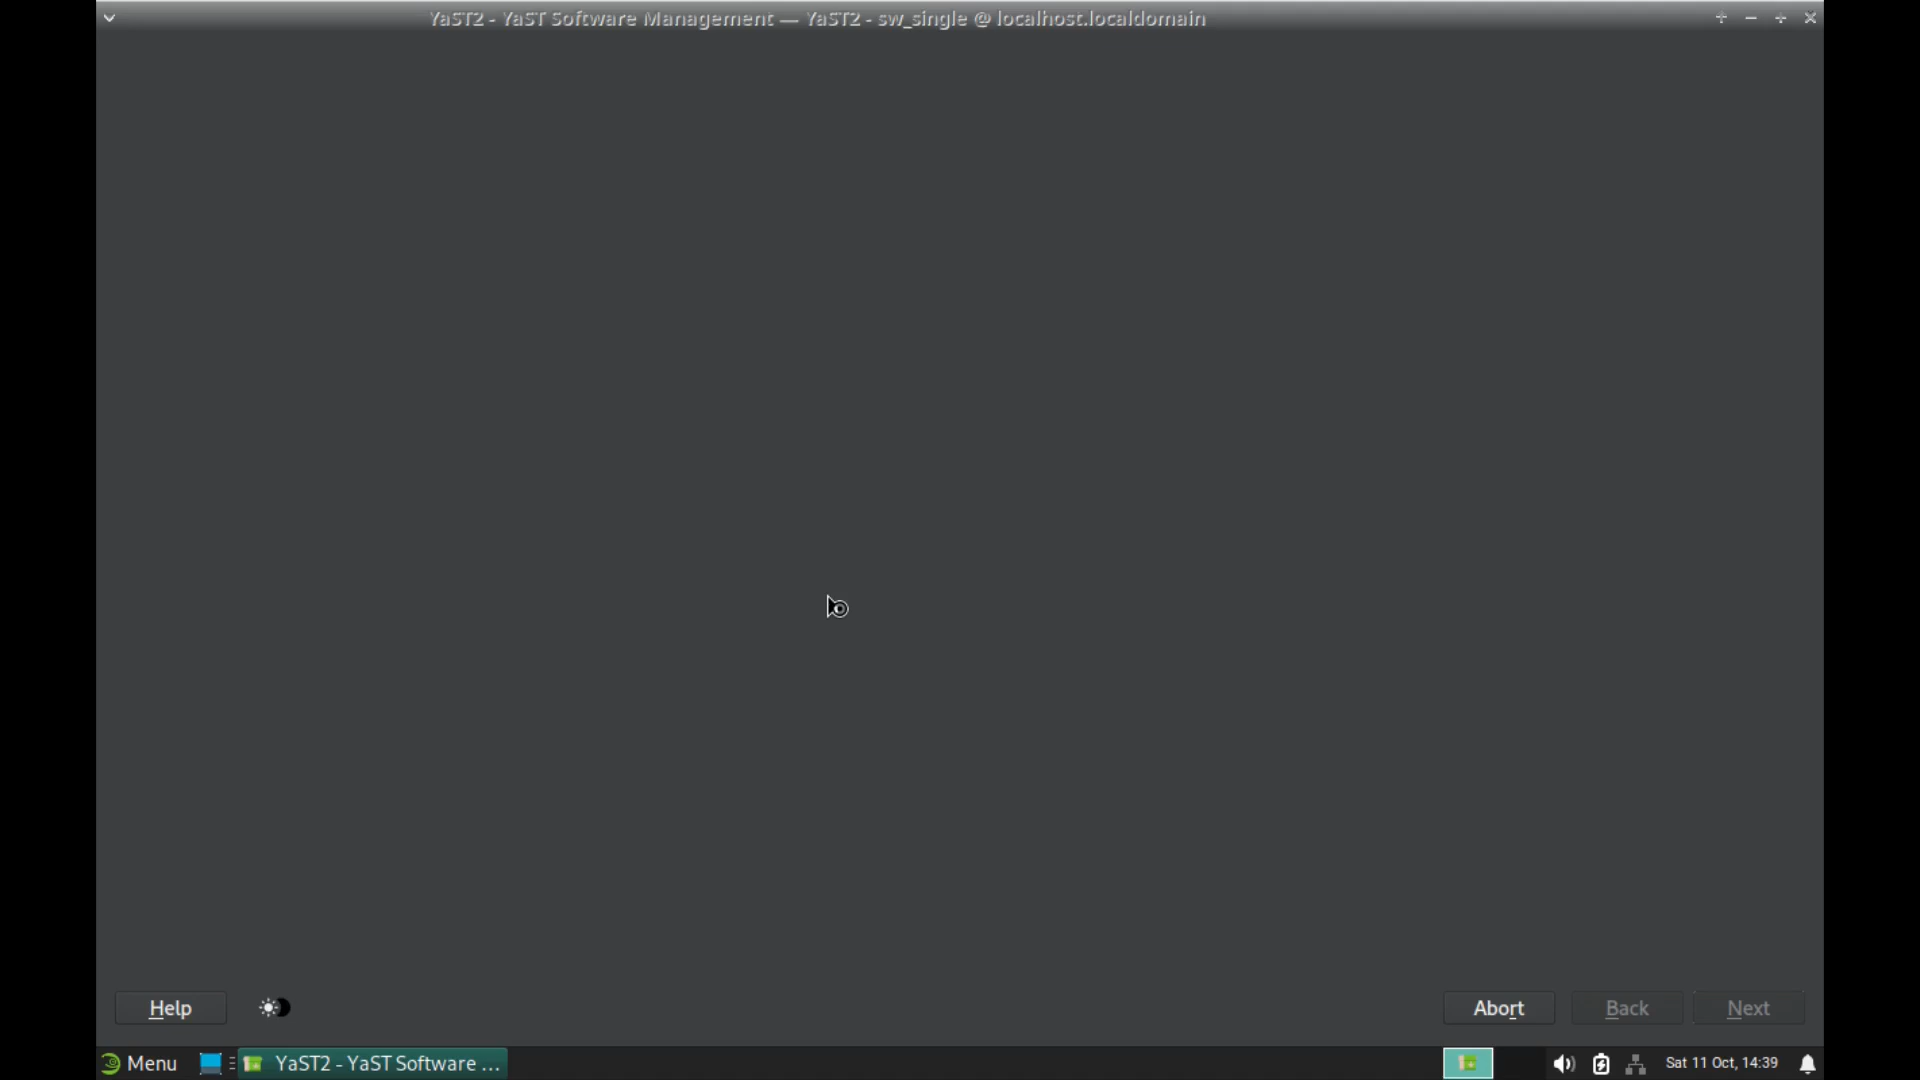 YaST2 - YaST Software Management — YaST2 - sw_single @ localhost.localdomain
Help
Abort
Back
Next
Menu
YaST2 - YaST Software ...
Sat 11 Oct, 14:39